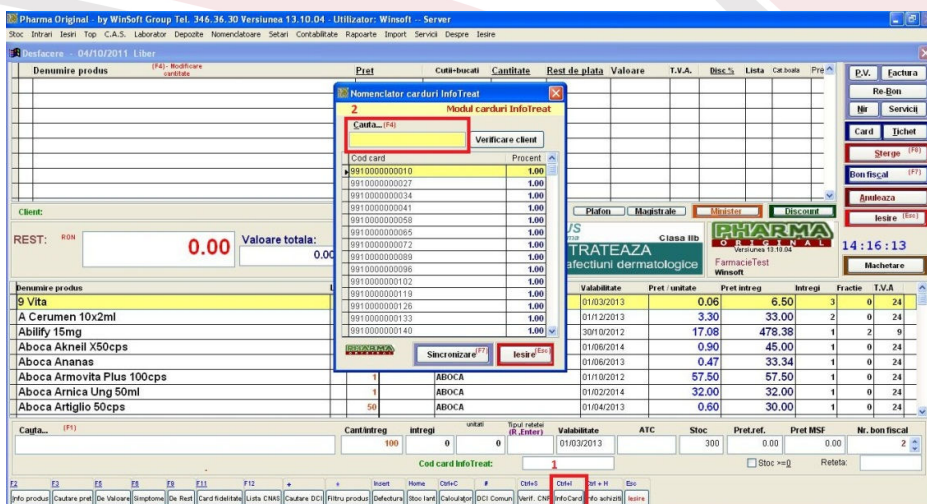 Pharma Original - by WinSoft Group Tel. 346.36.30 Versiunea 13.10.04 - Utilizator: Winsoft -- Server
Stoc Intrari Iesiri Top C.A.S. Laborator Depozite Nomenclatoare Setari Contabilitate Rapoarte Import Servicii Despre Iesire
Desfacere - 04/10/2011 Liber
Denumire produs (F4)- Modificare cantitate Pret Cutii+bucati Cantitate Rest de plata Valoare T.V.A. Disc % Lista Cat.boala Pre
P.V. Factura
Re-Bon
Nir Servicii
Card Tichet
Sterge (F8)
Bon fiscal (F7)
Anuleaza
Iesire (Esc)
14:16:13
Machetare
Nomenclator carduri InfoTreat
2 Modul carduri InfoTreat
Cauta... (F4)
Verificare client
Cod card Procent
9910000000010 1.00
9910000000027 1.00
9910000000034 1.00
9910000000041 1.00
9910000000058 1.00
9910000000065 1.00
9910000000072 1.00
9910000000089 1.00
9910000000096 1.00
9910000000102 1.00
9910000000119 1.00
9910000000126 1.00
9910000000133 1.00
9910000000140 1.00
PHARMA
Sincronizare (F7) Iesire (Esc)
Client:
Plafon Magistrale Minister Discount
REST: RON 0.00 Valoare totala: 0.00
US
Clasa IIb
TRATEAZA
afectiuni dermatologice
PHARMA
ORIGINAL
Versiunea 13.10.04
FarmacieTest
Winsoft
Denumire produs Valabilitate Pret / unitate Pret intreg Intregi Fractie T.V.A
9 Vita 01/03/2013 0.06 6.50 3 0 24
A Cerumen 10x2ml 01/12/2013 3.30 33.00 2 0 24
Abilify 15mg 30/10/2012 17.08 478.38 1 2 9
Aboca Akneil X50cps 01/06/2014 0.90 45.00 1 0 24
Aboca Ananas 01/06/2013 0.47 33.34 1 0 24
Aboca Armovita Plus 100cps 1 ABOCA 01/10/2012 57.50 57.50 1 0 24
Aboca Arnica Ung 50ml 1 ABOCA 01/02/2014 32.00 32.00 1 0 24
Aboca Artiglio 50cps 50 ABOCA 01/04/2013 0.60 30.00 1 0 24
Cauta... (F1) Cant/intreg intregi unitati Tipul retetei (R,Enter) Valabilitate ATC Stoc Pret.ref. Pret MSF Nr. bon fiscal
100 0 0 01/03/2013 300 0.00 0.00 2
Cod card InfoTreat: 1 Stoc >=0 Reteta:
F2 F3 F5 F8 F9 F11 F12 + + Insert Home Ctrl+C # Ctrl+S Ctrl+I Ctrl + H Esc
Info produs Cautare pret De Valoare Simptome De Rest Card fidelitate Lista CNAS Cautare DCI Filtru produs Defectura Stoc lant Calculator DCI Comun Verif. CNP InfoCard Info schizti Iesire